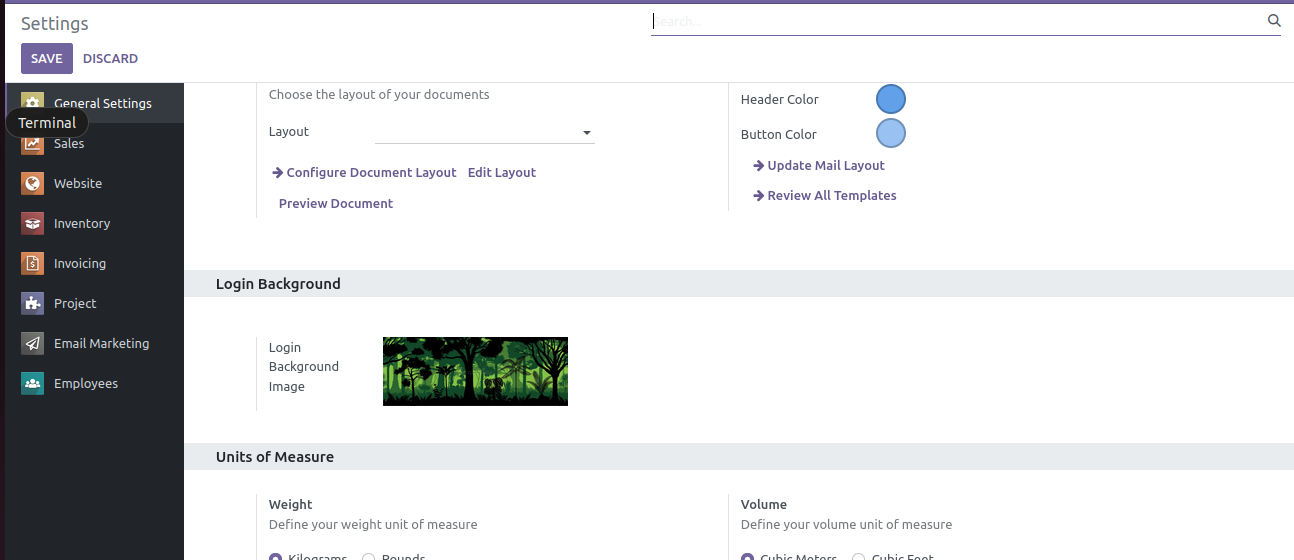 Settings
Search...
SAVE DISCARD
General Settings
Terminal
Sales
Website
Inventory
Invoicing
Project
Email Marketing
Employees
Choose the layout of your documents
Layout
Configure Document Layout Edit Layout
Preview Document
Header Color
Button Color
Update Mail Layout
Review All Templates
Login Background
Login
Background
Image
Units of Measure
Weight
Define your weight unit of measure
Kilograms Pounds
Volume
Define your volume unit of measure
Cubic Meters Cubic Feet